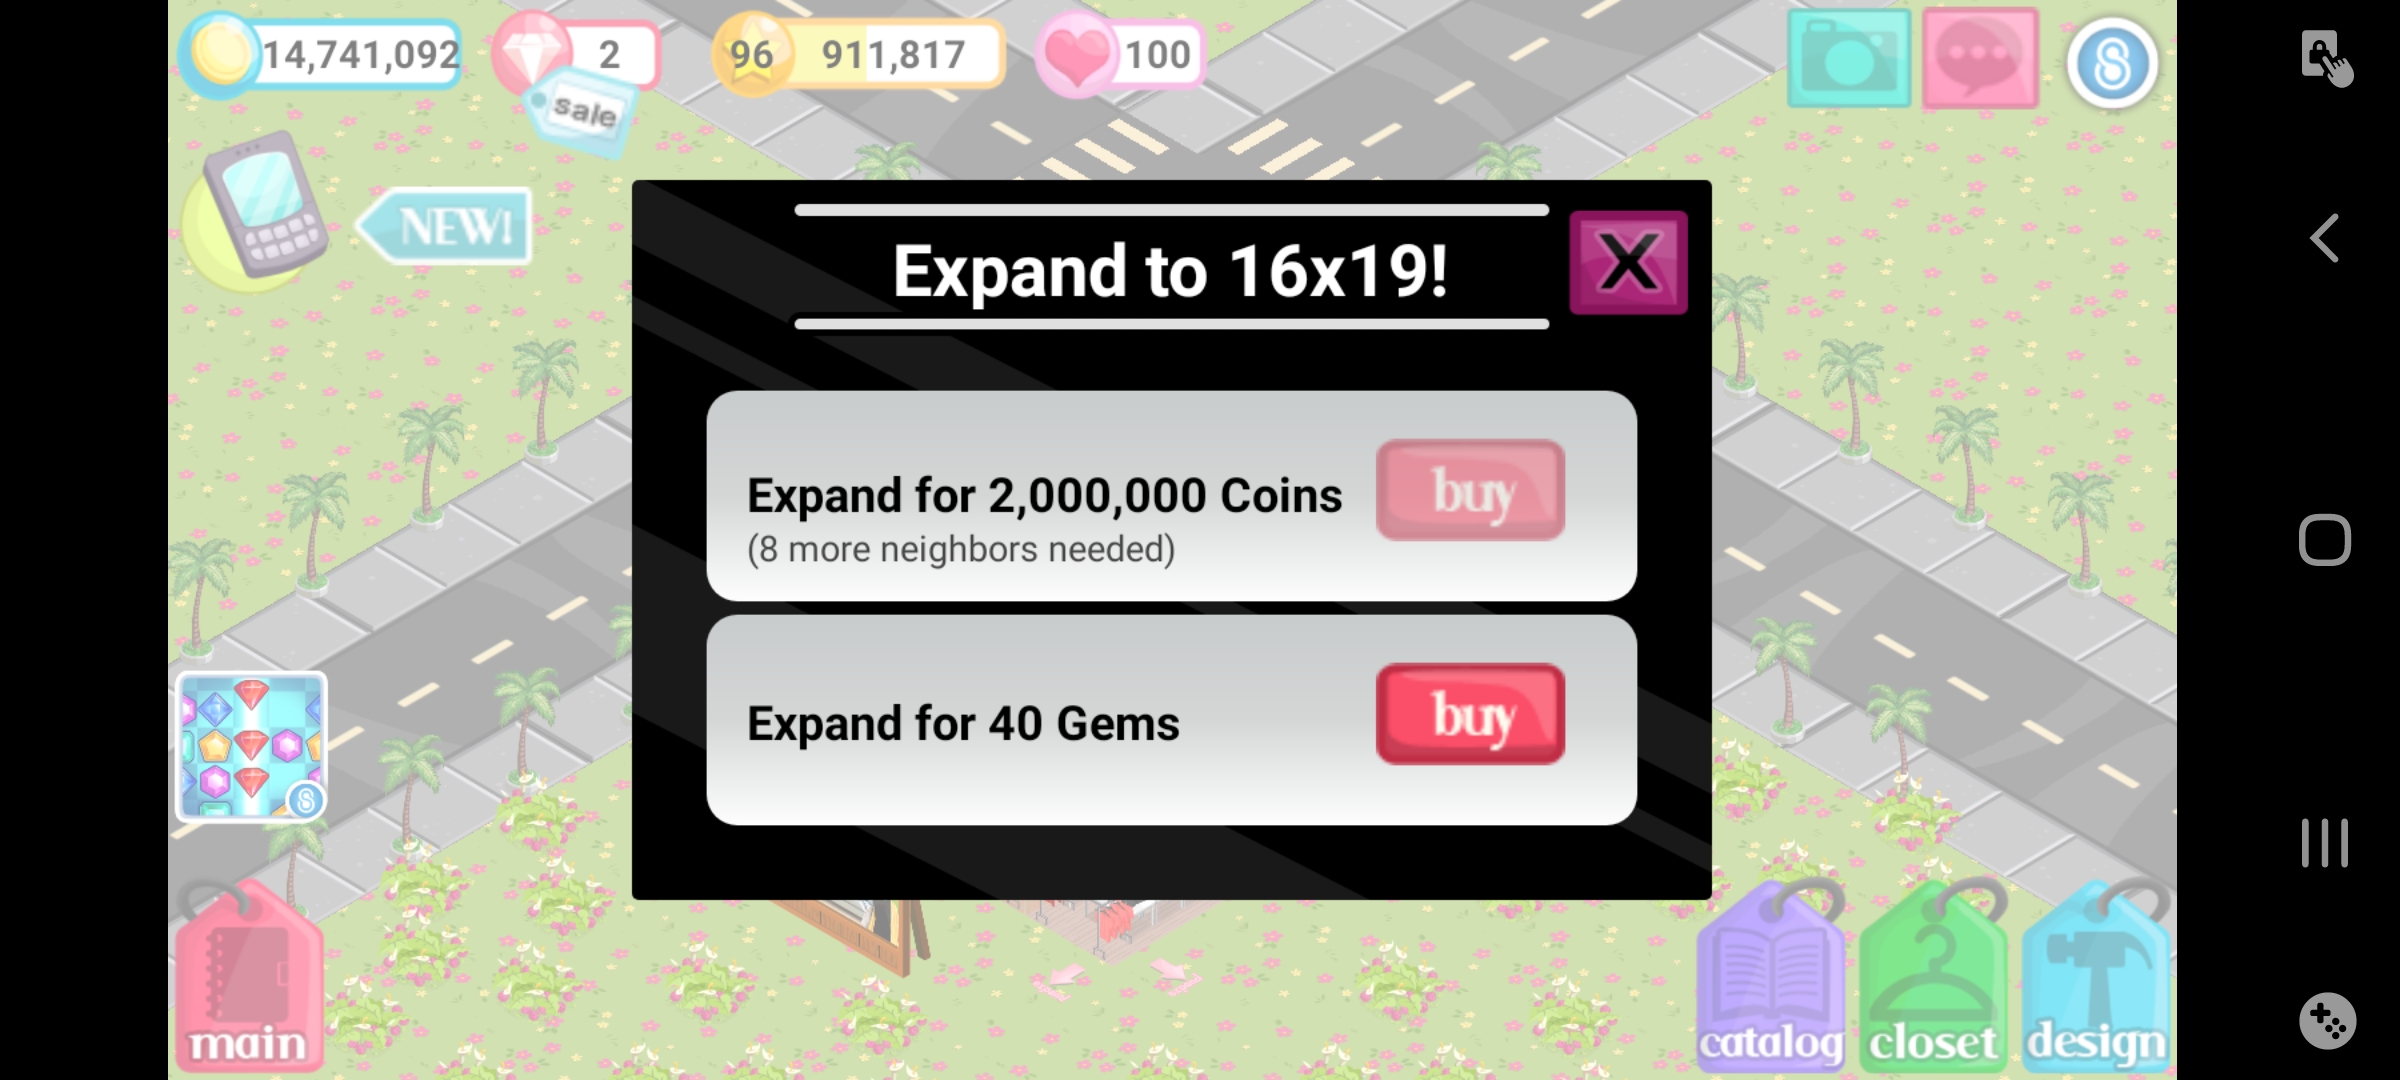 14,741,092
2
96
911,817
100
sale
NEW!
Expand to 16x19!
X
Expand for 2,000,000 Coins
buy
(8 more neighbors needed)
Expand for 40 Gems
buy
main
catalog
closet
design